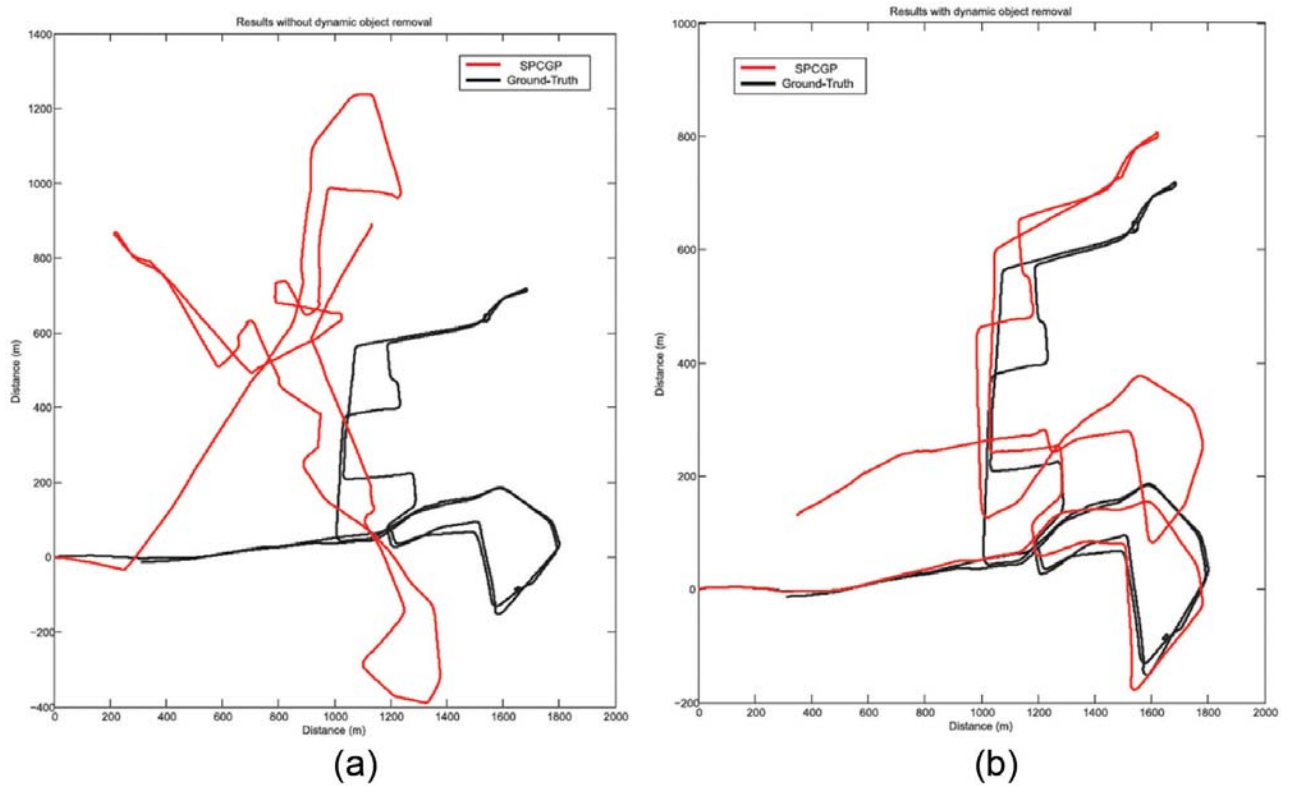 Results without dynamic object removal
1400
1200
1000
800
600
400
200
0
−200
−400
Distance (m)
SPCGP
Ground-Truth
0 200 400 600 800 1000 1200 1400 1600 1800 2000
Distance (m)
(a)
Results with dynamic object removal
1000
800
600
400
200
0
−200
Distance (m)
SPCGP
Ground-Truth
0 200 400 600 800 1000 1200 1400 1600 1800 2000
Distance (m)
(b)